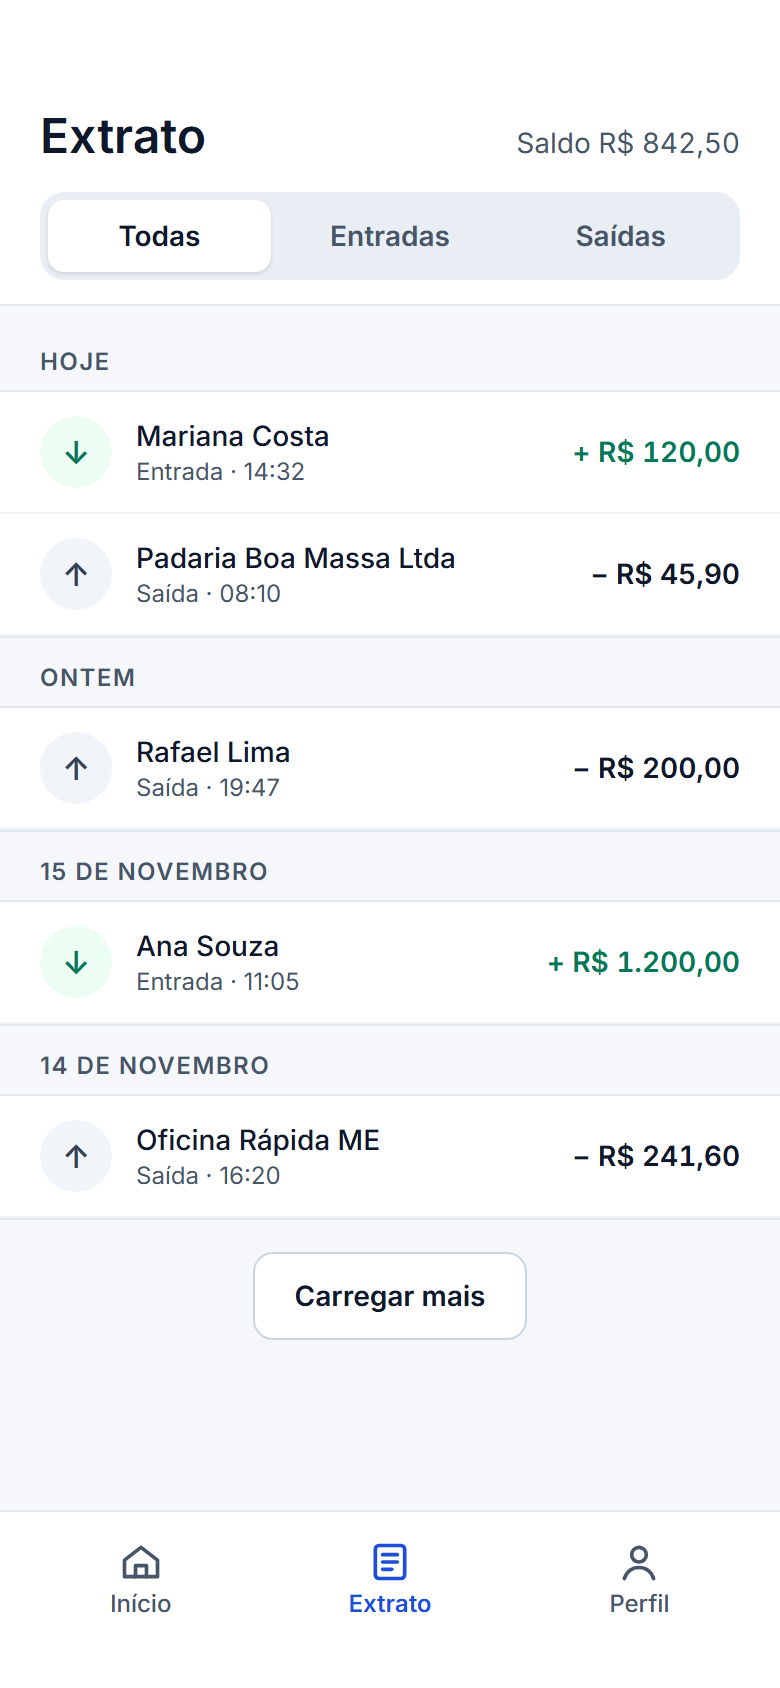 Extrato
Saldo R$ 842,50
Todas
Entradas
Saídas
HOJE
Mariana Costa
Entrada · 14:32
+ R$ 120,00
Padaria Boa Massa Ltda
Saída · 08:10
– R$ 45,90
ONTEM
Rafael Lima
Saída · 19:47
– R$ 200,00
15 DE NOVEMBRO
Ana Souza
Entrada · 11:05
+ R$ 1.200,00
14 DE NOVEMBRO
Oficina Rápida ME
Saída · 16:20
– R$ 241,60
Carregar mais
Início
Extrato
Perfil